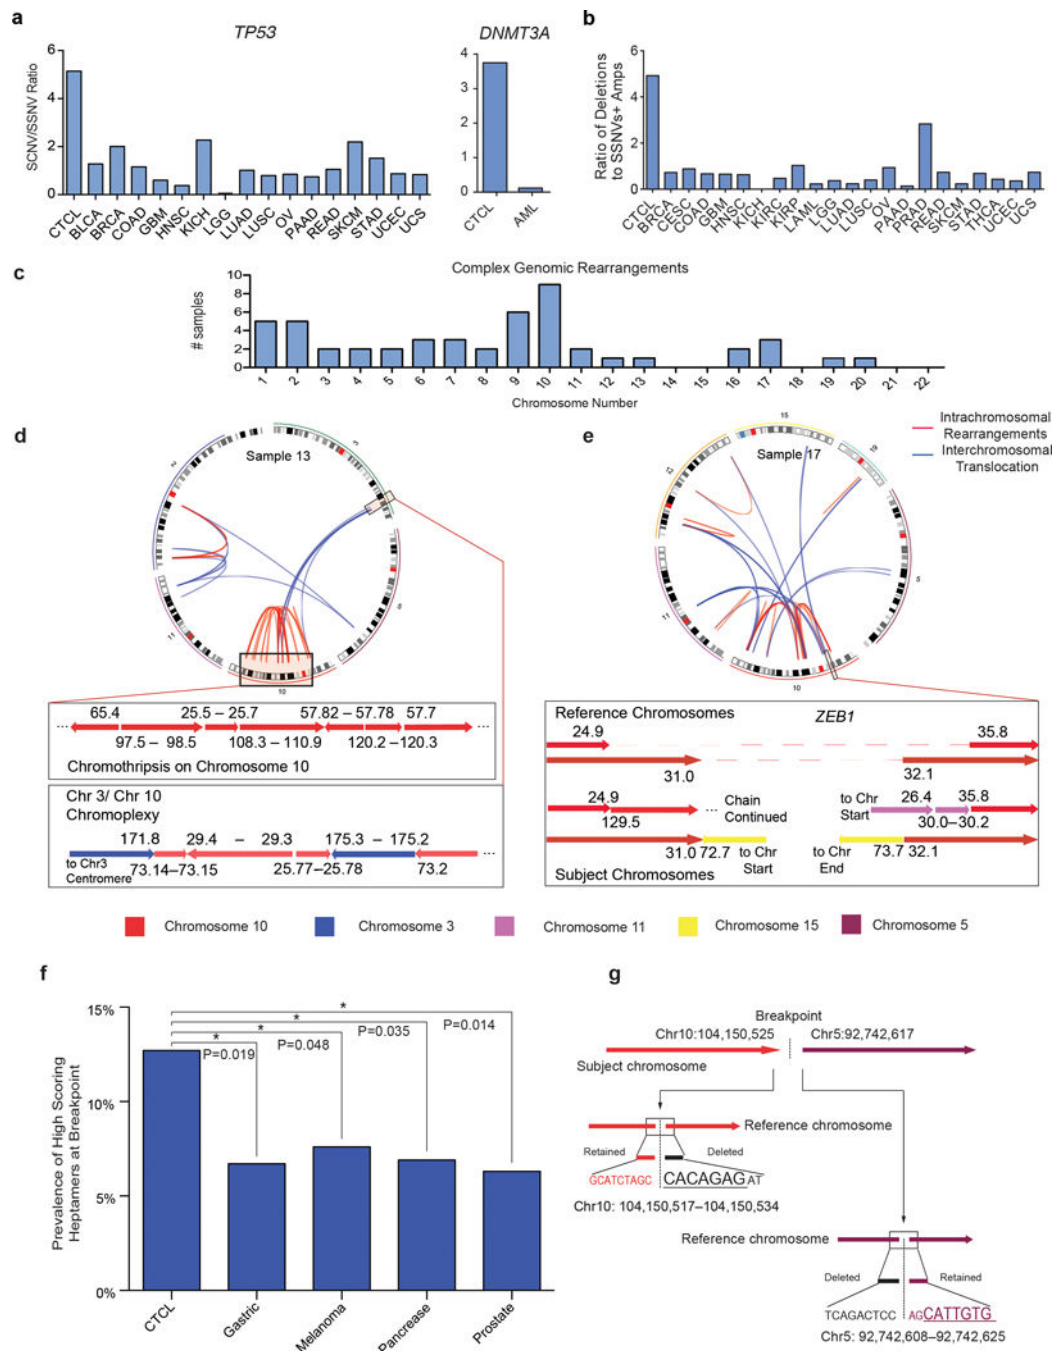 a
TP53
SCNV/SSNV Ratio
6
4
2
0
CTCL
BLCA
BRCA
COAD
GBM
HNSC
KICH
LGG
LUAD
LUSC
OV
PAAD
READ
SKCM
STAD
UCEC
UCS
DNMT3A
4
3
2
1
0
CTCL
AML
b
Ratio of Deletions
to SSNVs+ Amps
6
4
2
0
CTCL
BRCA
CESC
COAD
GBM
HNSC
KICH
KIRC
KIRP
LAML
LGG
LUAD
LUSC
OV
PAAD
PRAD
READ
SKCM
STAD
THCA
UCEC
UCS
c
Complex Genomic Rearrangements
# samples
10
8
6
4
2
0
1 2 3 4 5 6 7 8 9 10 11 12 13 14 15 16 17 18 19 20 21 22
Chromosome Number
d
Sample 13
2
3
5
10
11
65.4 25.5 – 25.7 57.82 – 57.78 57.7
... ...
97.5 – 98.5 108.3 – 110.9 120.2 –120.3
Chromothripsis on Chromosome 10
Chr 3/ Chr 10
Chromoplexy
171.8 29.4 – 29.3 175.3 – 175.2
...
to Chr3
Centromere
73.14–73.15 25.77–25.78 73.2
e
Sample 17
15
19
5
10
11
Intrachromosomal
Rearrangements
Interchromosomal
Translocation
Reference Chromosomes ZEB1
24.9 35.8
31.0 32.1
24.9 ... Chain
Continued
to Chr
Start
26.4 35.8
129.5 30.0–30.2
31.0 72.7 to Chr
Start
to Chr
End
73.7 32.1
Subject Chromosomes
Chromosome 10 Chromosome 3 Chromosome 11 Chromosome 15 Chromosome 5
f
Prevalence of High Scoring
Heptamers at Breakpoint
15%
10%
5%
0%
* P=0.019
* P=0.048
* P=0.035
* P=0.014
CTCL
Gastric
Melanoma
Pancrease
Prostate
g
Breakpoint
Chr10:104,150,525 Chr5:92,742,617
Subject chromosome
Reference chromosome
Retained Deleted
GCATCTAGC CACAGAG AT
Chr10: 104,150,517–104,150,534
Reference chromosome
Deleted Retained
TCAGACTCC AGCATTGTG
Chr5: 92,742,608–92,742,625